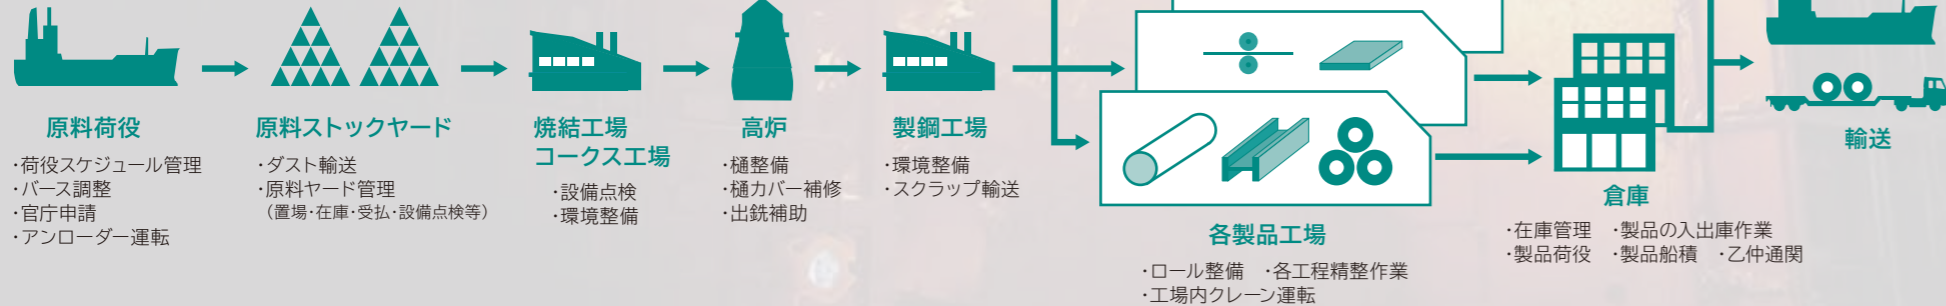 原料荷役
・荷役スケジュール管理
・バース調整
・官庁申請
・アンローダー運転
原料ストックヤード
・ダスト輸送
・原料ヤード管理
（置場・在庫・受払・設備点検等）
焼結工場
コークス工場
・設備点検
・環境整備
高炉
・樋整備
・樋カバー補修
・出銑補助
製鋼工場
・環境整備
・スクラップ輸送
各製品工場
・ロール整備　・各工程精整作業
・工場内クレーン運転
倉庫
・在庫管理　・製品の入出庫作業
・製品荷役　・製品船積　・乙仲通関
輸送